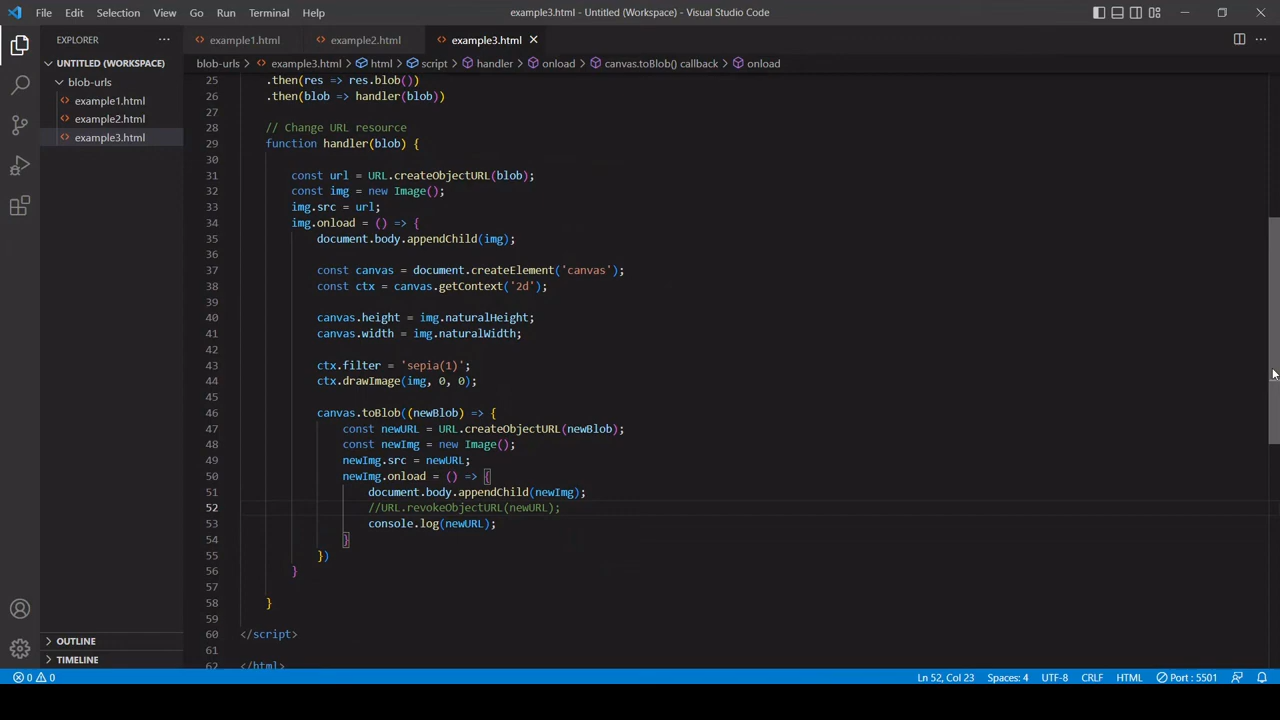 File Edit Selection View Go Run Terminal Help
example3.html - Untitled (Workspace) - Visual Studio Code
EXPLORER
UNTITLED (WORKSPACE)
blob-urls
example1.html
example2.html
example3.html
OUTLINE
TIMELINE
example1.html example2.html example3.html
blob-urls > example3.html > html > script > handler > onload > canvas.toBlob() callback > onload
25 .then(res => res.blob())
26 .then(blob => handler(blob))
27
28 // Change URL resource
29 function handler(blob) {
30
31 const url = URL.createObjectURL(blob);
32 const img = new Image();
33 img.src = url;
34 img.onload = () => {
35 document.body.appendChild(img);
36
37 const canvas = document.createElement('canvas');
38 const ctx = canvas.getContext('2d');
39
40 canvas.height = img.naturalHeight;
41 canvas.width = img.naturalWidth;
42
43 ctx.filter = 'sepia(1)';
44 ctx.drawImage(img, 0, 0);
45
46 canvas.toBlob((newBlob) => {
47 const newURL = URL.createObjectURL(newBlob);
48 const newImg = new Image();
49 newImg.src = newURL;
50 newImg.onload = () => {
51 document.body.appendChild(newImg);
52 //URL.revokeObjectURL(newURL);
53 console.log(newURL);
54 }
55 })
56 }
57
58 }
59
60 </script>
61
62 </html>
0 0 Ln 52, Col 23 Spaces: 4 UTF-8 CRLF HTML Port : 5501